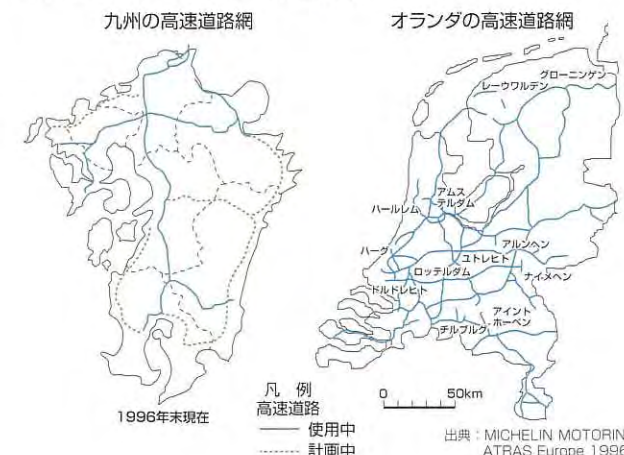 九州の高速道路網
オランダの高速道路網
グローニンゲン
レーウワルデン
アムス
テルダム
ハールレム
アルンヘン
ハーグ
ユトレヒト
ロッテルダム
ナイメヘン
ドルドレヒト
アイント
ホーベン
チルブルグ
1996年末現在
凡 例
高速道路
使用中
計画中
0 50km
出典:MICHELIN MOTORIN
ATRAS Europe 1996